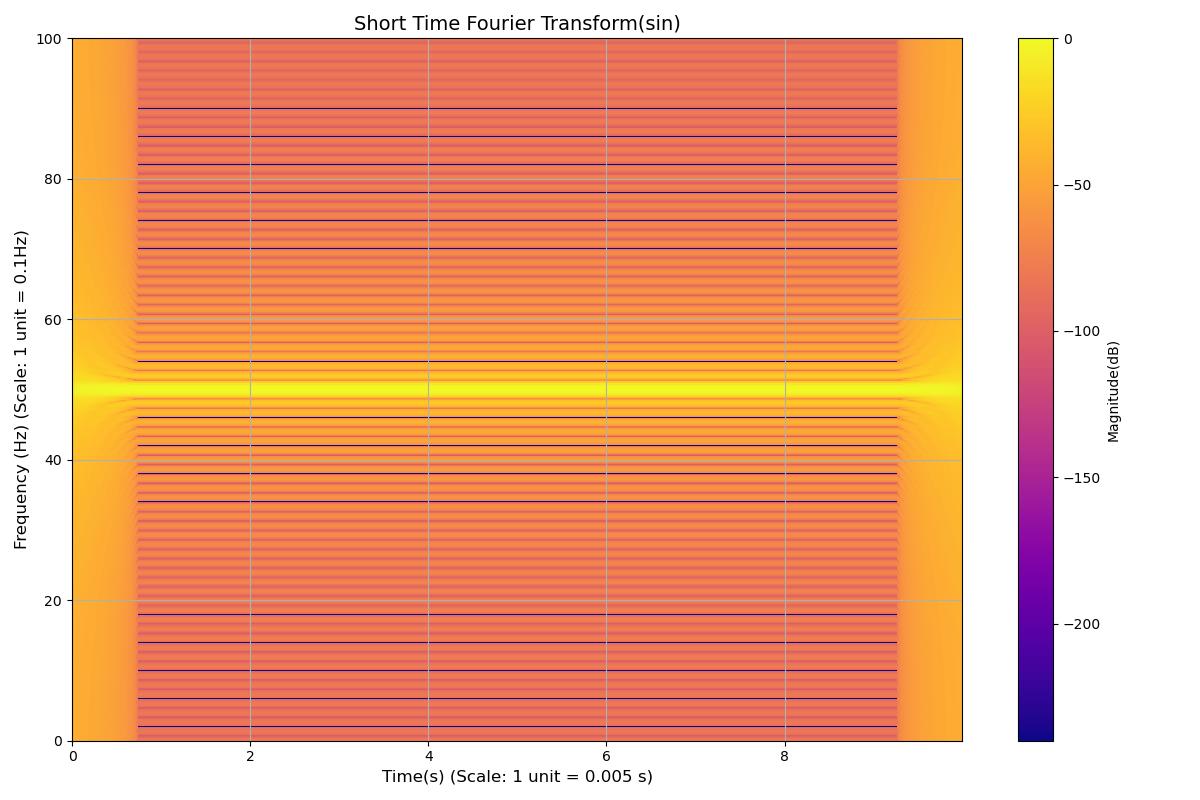 Short Time Fourier Transform(sin)
100
80
60
40
20
0
Frequency (Hz) (Scale: 1 unit = 0.1Hz)
0 2 4 6 8
Time(s) (Scale: 1 unit = 0.005 s)
0
−50
−100
−150
−200
Magnitude(dB)